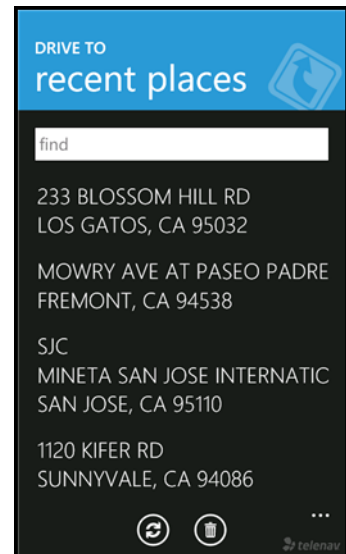 DRIVE TO
recent places
find
233 BLOSSOM HILL RD
LOS GATOS, CA 95032
MOWRY AVE AT PASEO PADRE
FREMONT, CA 94538
SJC
MINETA SAN JOSE INTERNATIC
SAN JOSE, CA 95110
1120 KIFER RD
SUNNYVALE, CA 94086
...
telenav